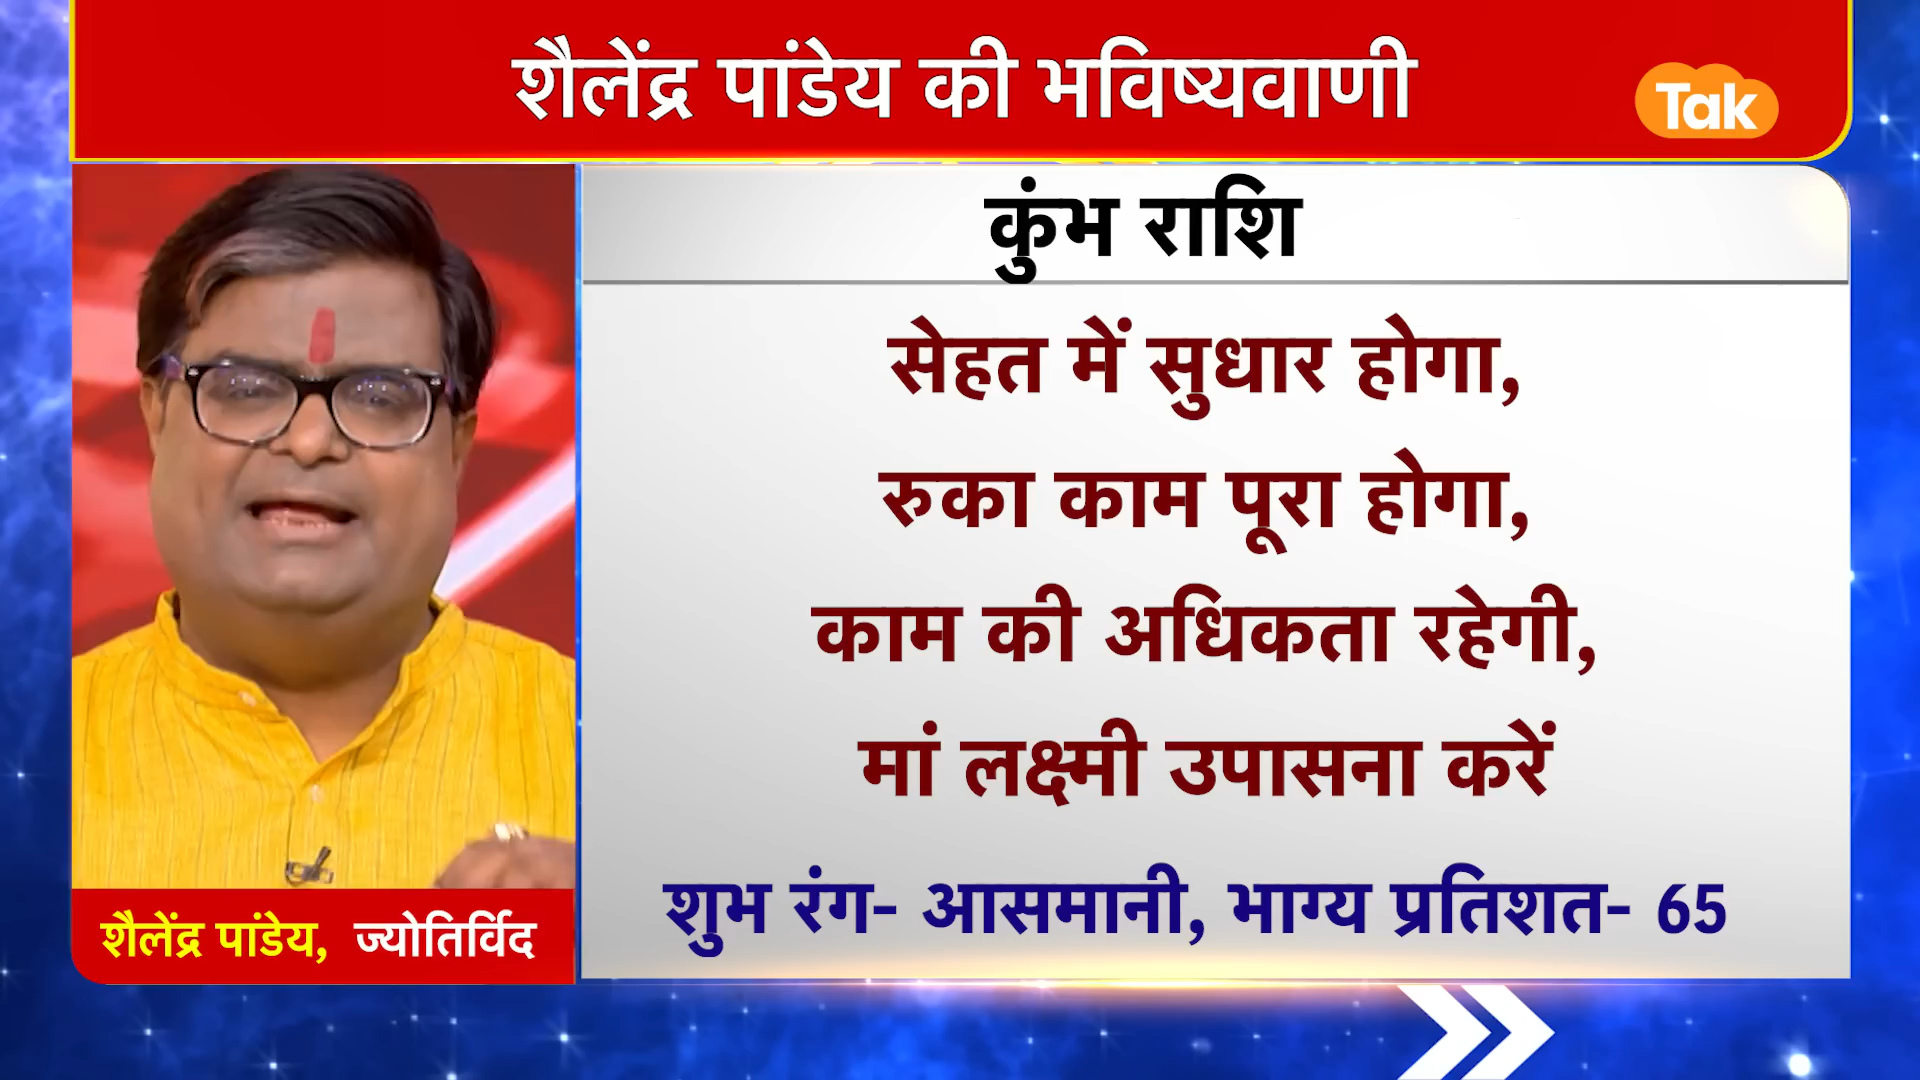 शैलेंद्र पांडेय की भविष्यवाणी
Tak
कुंभ राशि
सेहत में सुधार होगा,
रुका काम पूरा होगा,
काम की अधिकता रहेगी,
मां लक्ष्मी उपासना करें
शुभ रंग- आसमानी, भाग्य प्रतिशत- 65
शैलेंद्र पांडेय, ज्योतिर्विद